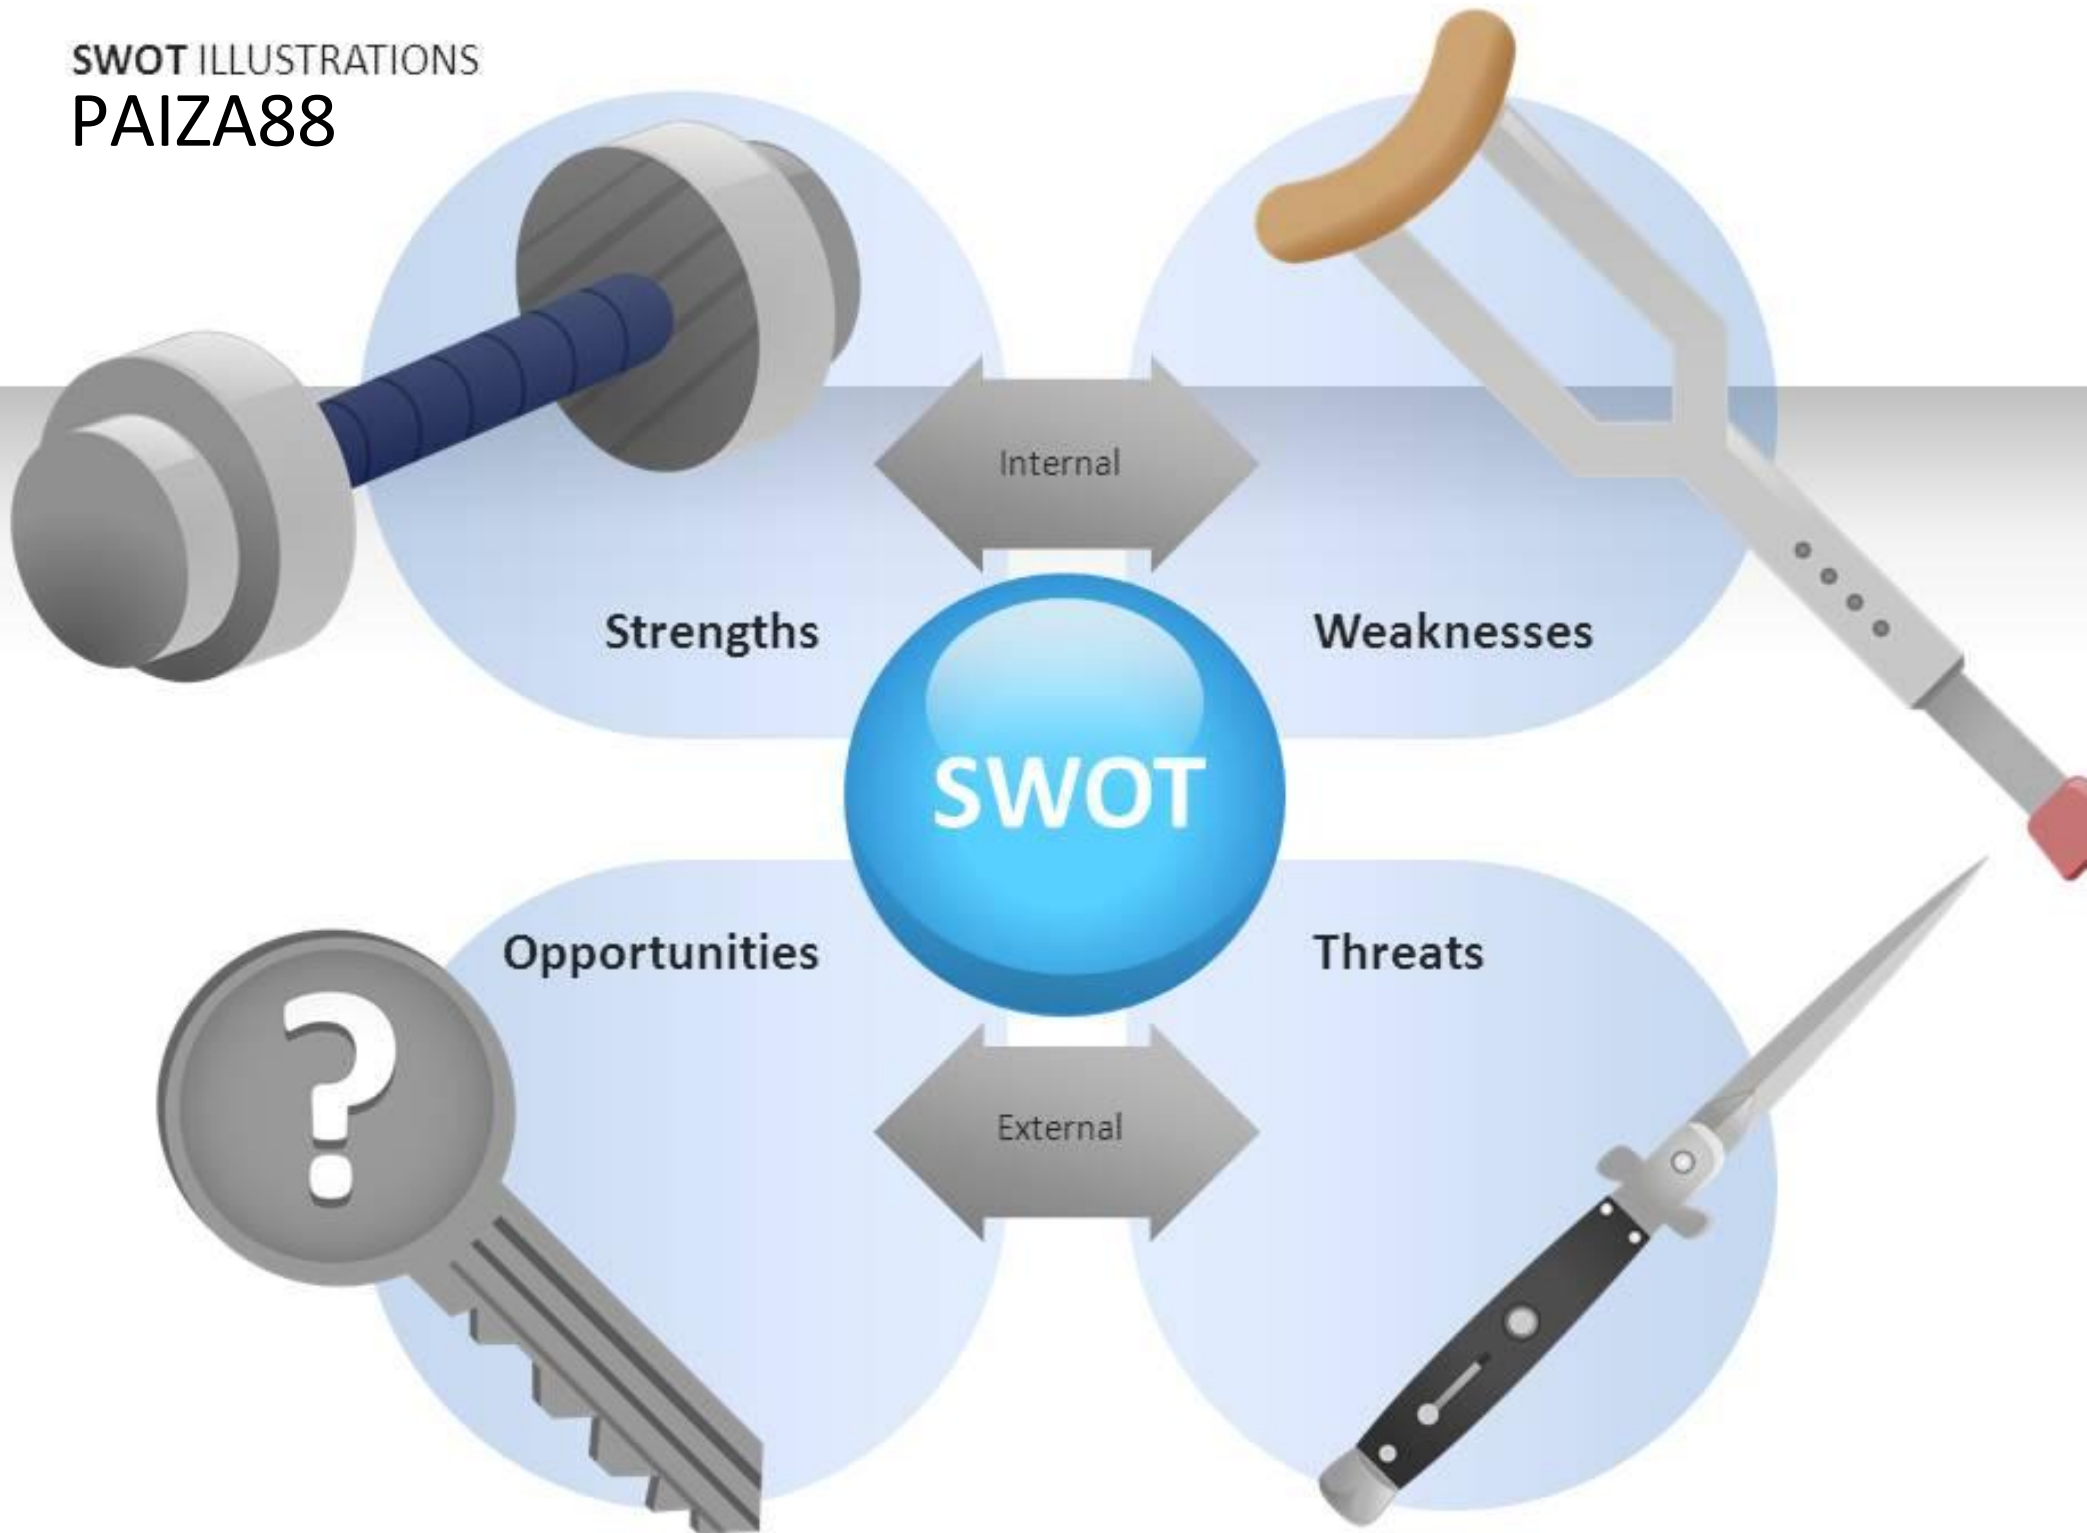 SWOT ILLUSTRATIONS
PAIZA88
Internal
Strengths
Weaknesses
SWOT
Opportunities
Threats
?
External